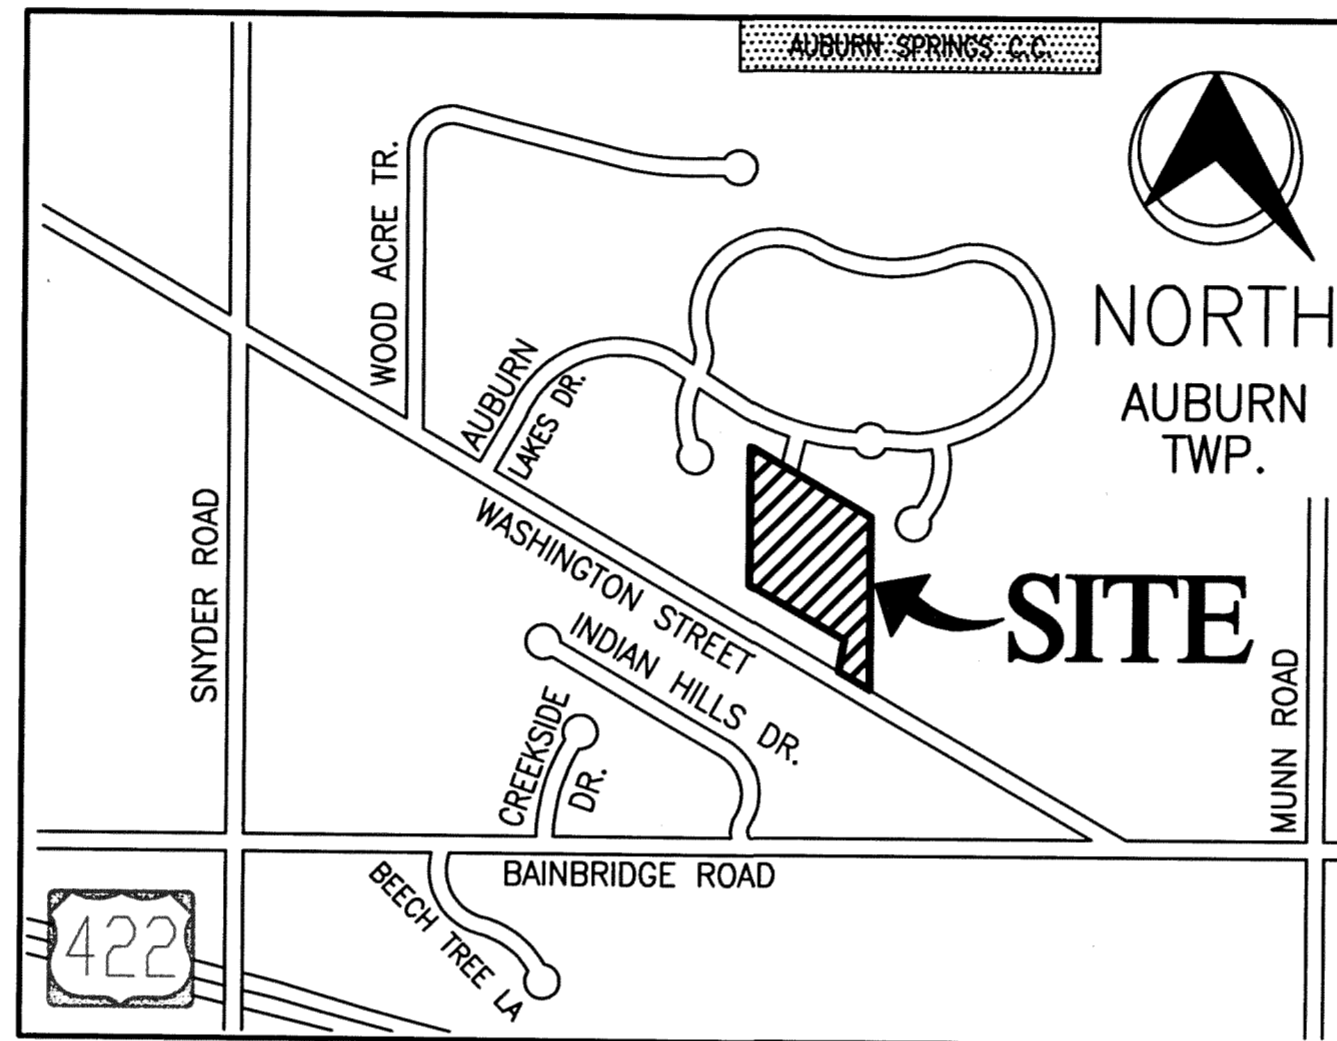 AUBURN SPRINGS C.C.
WOOD ACRE TR.
NORTH
AUBURN
TWP.
AUBURN
LAKES DR.
SNYDER ROAD
WASHINGTON STREET
SITE
INDIAN HILLS DR.
MUNN ROAD
CREEKSIDE
DR.
BAINBRIDGE ROAD
BEECH TREE LA
422